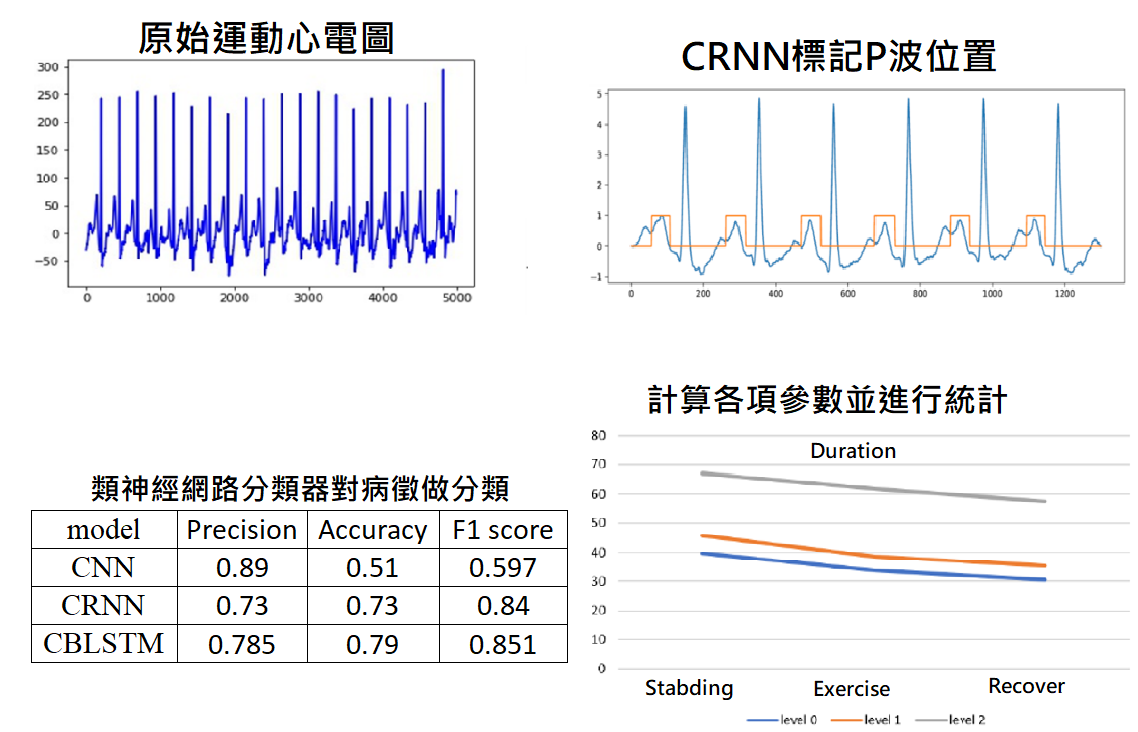 原始運動心電圖
300
250
200
150
100
50
0
−50
0 1000 2000 3000 4000 5000
CRNN標記P波位置
5
4
3
2
1
0
−1
0 200 400 600 800 1000 1200
類神經網路分類器對病徵做分類
model Precision Accuracy F1 score
CNN 0.89 0.51 0.597
CRNN 0.73 0.73 0.84
CBLSTM 0.785 0.79 0.851
計算各項參數並進行統計
Duration
80
70
60
50
40
30
20
10
0
Stabding Exercise Recover
level 0 level 1 level 2